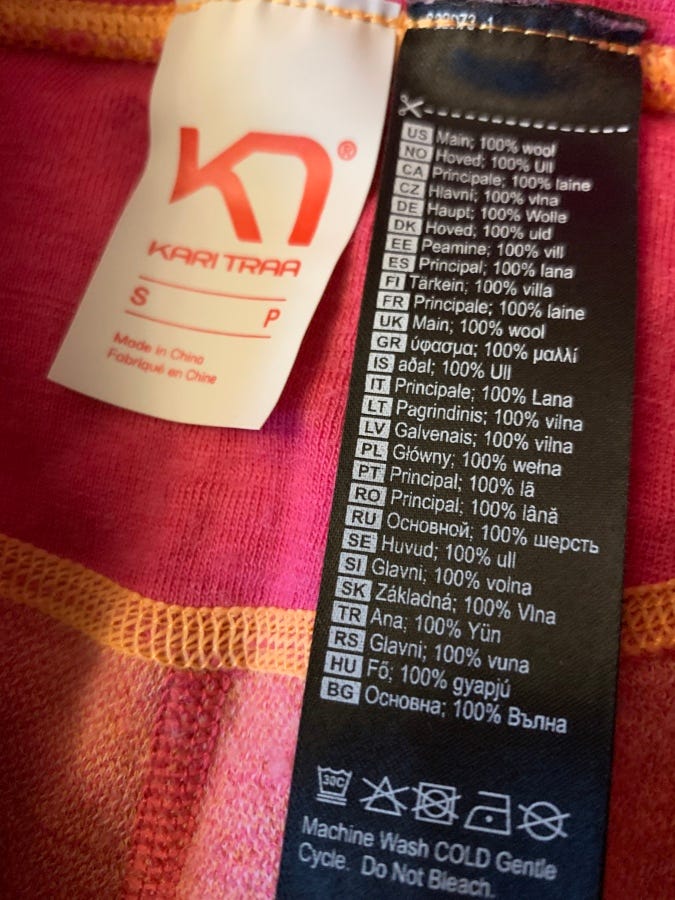 KARI TRAA
S
P
Made in China
Fabriqué en Chine
US Main; 100% wool
NO Hoved; 100% Ull
CA Principale; 100% laine
CZ Hlavní; 100% vlna
DE Haupt; 100% Wolle
DK Hoved; 100% uld
EE Peamine; 100% vill
ES Principal; 100% lana
FI Tärkein; 100% villa
FR Principale; 100% laine
UK Main; 100% wool
GR ύφασμα; 100% μαλλί
IS aðal; 100% Ull
IT Principale; 100% Lana
LT Pagrindinis; 100% vilna
LV Galvenais; 100% vilna
PL Główny; 100% wełna
PT Principal; 100% lã
RO Principal; 100% lână
RU Основной; 100% шерсть
SE Huvud; 100% ull
SI Glavni; 100% volna
SK Základná; 100% Vlna
TR Ana; 100% Yün
RS Glavni; 100% vuna
HU Fő; 100% gyapjú
BG Основна; 100% Вълна
30C
Machine Wash COLD Gentle
Cycle. Do Not Bleach.